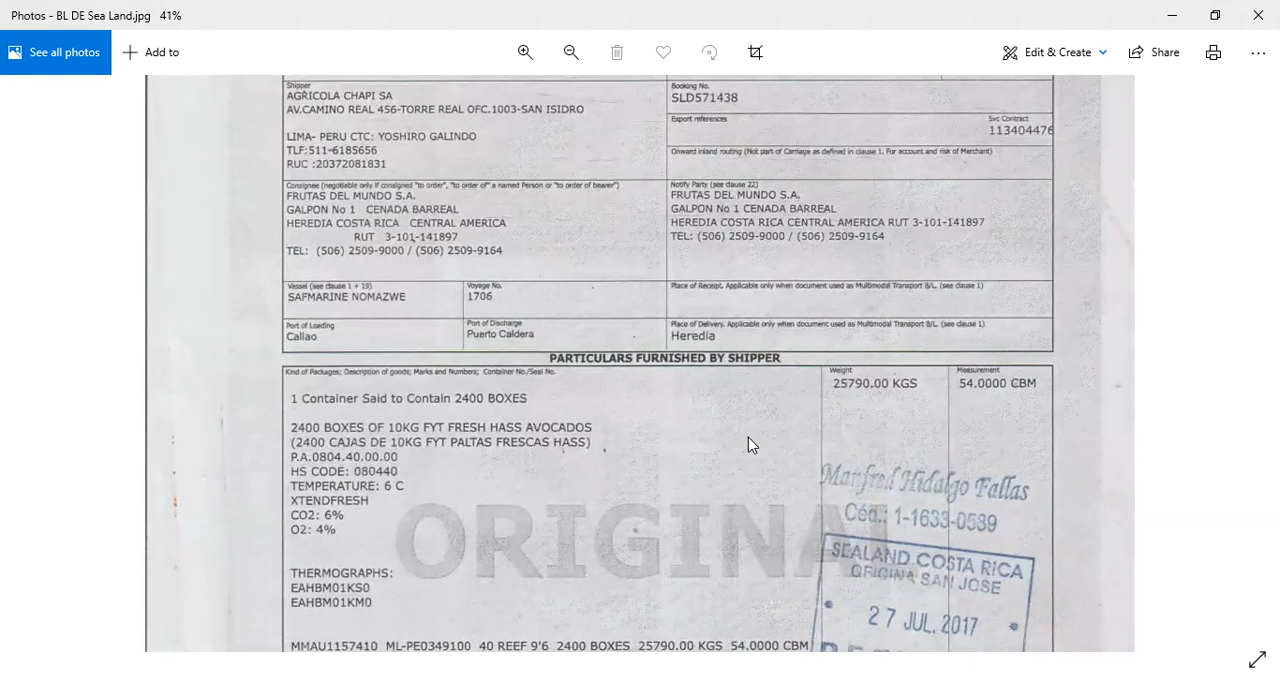 Photos - BL DE Sea Land.jpg 41%
See all photos
Add to
Edit & Create
Share
Shipper
AGRICOLA CHAPI SA
AV.CAMINO REAL 456-TORRE REAL OFC.1003-SAN ISIDRO
LIMA- PERU CTC: YOSHIRO GALINDO
TLF:511-6185656
RUC :20372081831
Booking No.
SLD571438
Export references
Svc Contract
113404476
Onward inland routing (Not part of Carriage as defined in clause 1. For account and risk of Merchant)
Consignee (negotiable only if consigned "to order", "to order of" a named Person or "to order of bearer")
FRUTAS DEL MUNDO S.A.
GALPON No 1 CENADA BARREAL
HEREDIA COSTA RICA CENTRAL AMERICA
RUT 3-101-141897
TEL: (506) 2509-9000 / (506) 2509-9164
Notify Party (see clause 22)
FRUTAS DEL MUNDO S.A.
GALPON No 1 CENADA BARREAL
HEREDIA COSTA RICA CENTRAL AMERICA RUT 3-101-141897
TEL: (506) 2509-9000 / (506) 2509-9164
Vessel (see clause 1 + 19)
SAFMARINE NOMAZWE
Voyage No.
1706
Place of Receipt. Applicable only when document used as Multimodal Transport B/L. (see clause 1)
Port of Loading
Callao
Port of Discharge
Puerto Caldera
Place of Delivery. Applicable only when document used as Multimodal Transport B/L. (see clause 1)
Heredia
PARTICULARS FURNISHED BY SHIPPER
Kind of Packages; Description of goods; Marks and Numbers; Container No./Seal No.
Weight
25790.00 KGS
Measurement
54.0000 CBM
1 Container Said to Contain 2400 BOXES
2400 BOXES OF 10KG FYT FRESH HASS AVOCADOS
(2400 CAJAS DE 10KG FYT PALTAS FRESCAS HASS)
P.A.0804.40.00.00
HS CODE: 080440
TEMPERATURE: 6 C
XTENDFRESH
CO2: 6%
O2: 4%
ORIGINAL
Manfred Hidalgo Fallas
Céd.: 1-1633-0589
SEALAND COSTA RICA
OFICINA SAN JOSE
27 JUL. 2017
THERMOGRAPHS:
EAHBM01KS0
EAHBM01KM0
MMAU1157410 ML-PE0349100 40 REEF 9'6 2400 BOXES 25790.00 KGS 54.0000 CBM